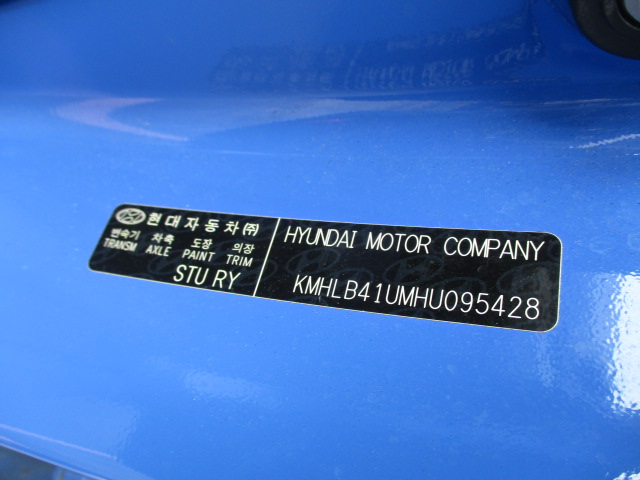 현대자동차㈜
변속기 차축 도장 의장
TRANSM AXLE PAINT TRIM
STU RY
HYUNDAI MOTOR COMPANY
KMHLB41UMHU095428